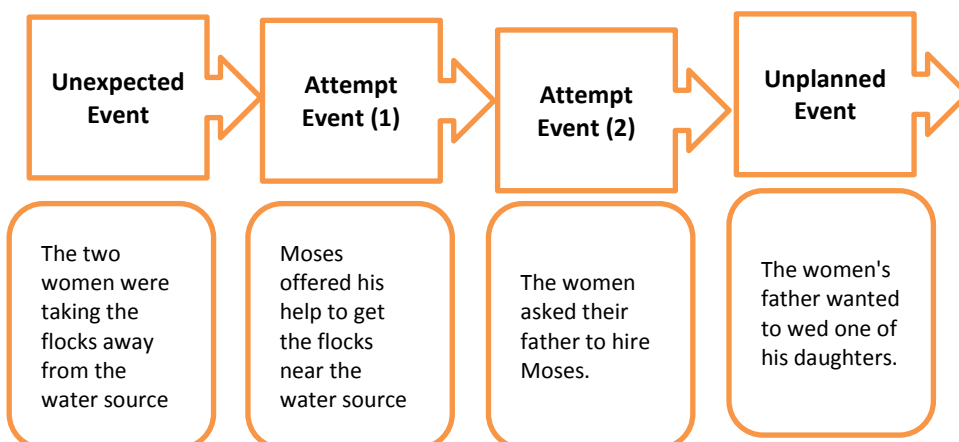 Unexpected
Event
Attempt
Event (1)
Attempt
Event (2)
Unplanned
Event
The two
women were
taking the
flocks away
from the
water source
Moses
offered his
help to get
the flocks
near the
water source
The women
asked their
father to hire
Moses.
The women's
father wanted
to wed one of
his daughters.